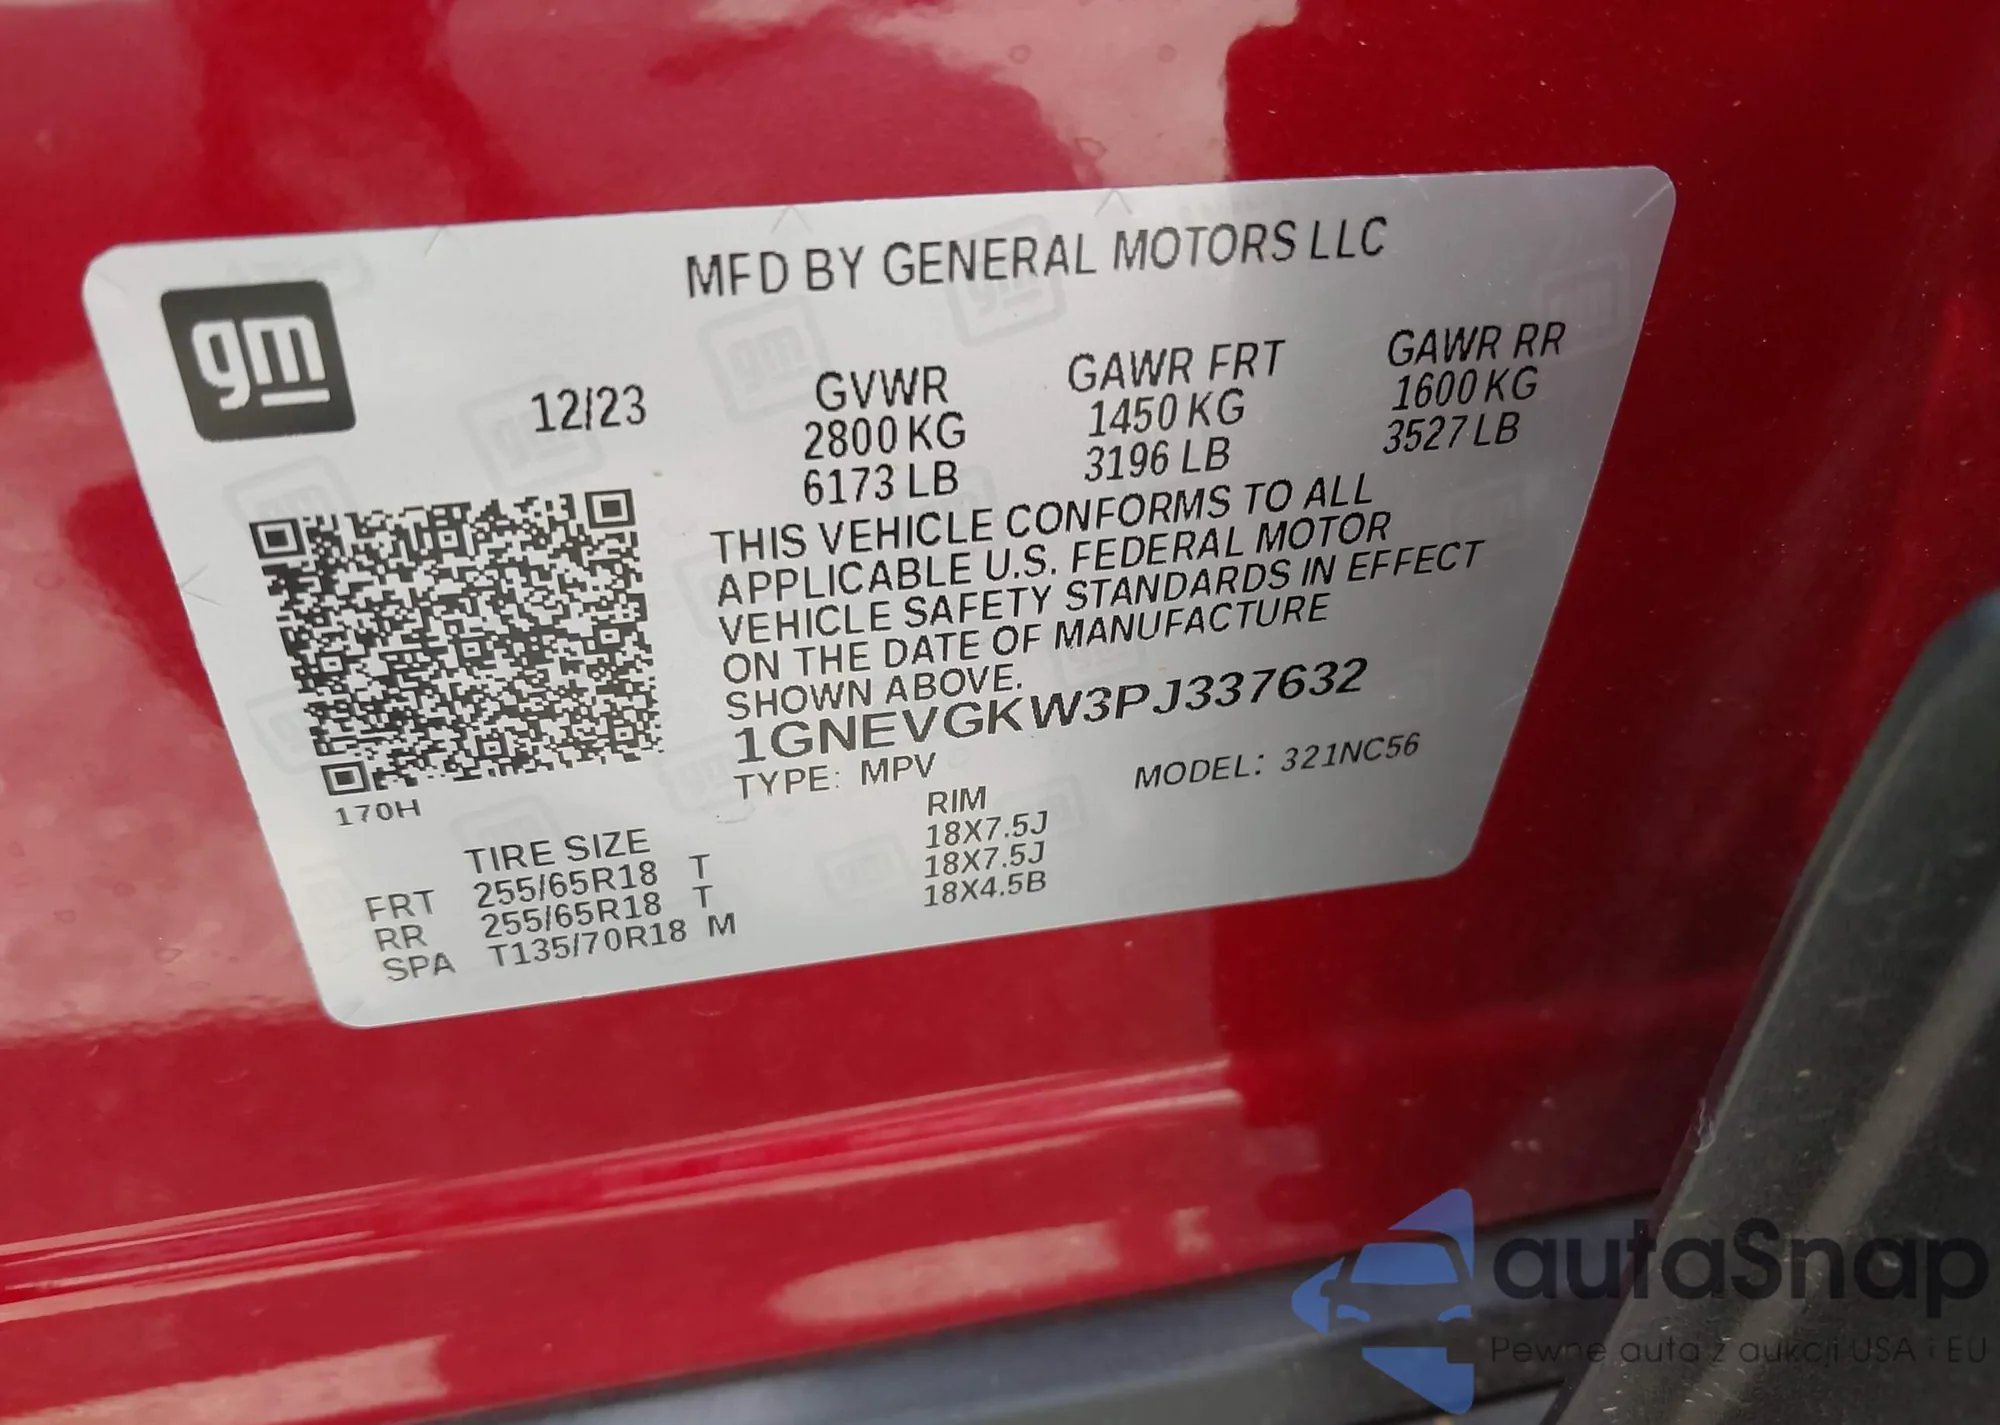 gm
MFD BY GENERAL MOTORS LLC
12/23
GVWR
2800 KG
6173 LB
GAWR FRT
1450 KG
3196 LB
GAWR RR
1600 KG
3527 LB
THIS VEHICLE CONFORMS TO ALL
APPLICABLE U.S. FEDERAL MOTOR
VEHICLE SAFETY STANDARDS IN EFFECT
ON THE DATE OF MANUFACTURE
SHOWN ABOVE.
1GNEVGKW3PJ337632
TYPE: MPV
MODEL: 321NC56
170H
TIRE SIZE
RIM
FRT 255/65R18 T 18X7.5J
RR 255/65R18 T 18X7.5J
SPA T135/70R18 M 18X4.5B
autaSnap
Pewne auta z aukcji USA i EU